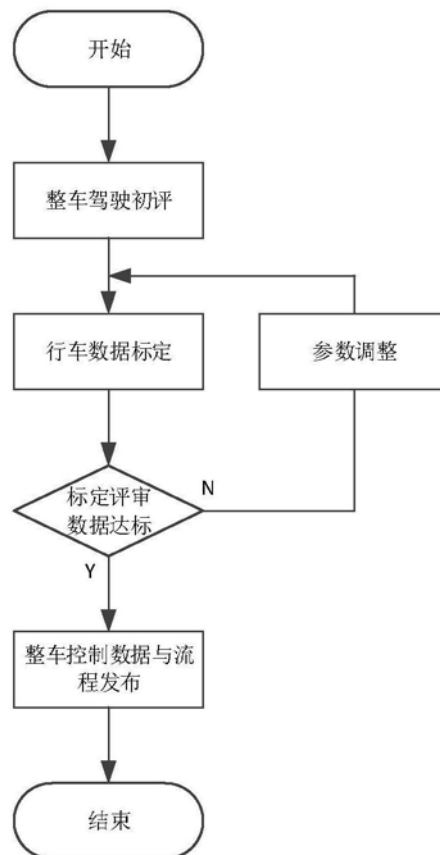 开始
整车驾驶初评
行车数据标定
参数调整
标定评审
数据达标
N
Y
整车控制数据与流
程发布
结束